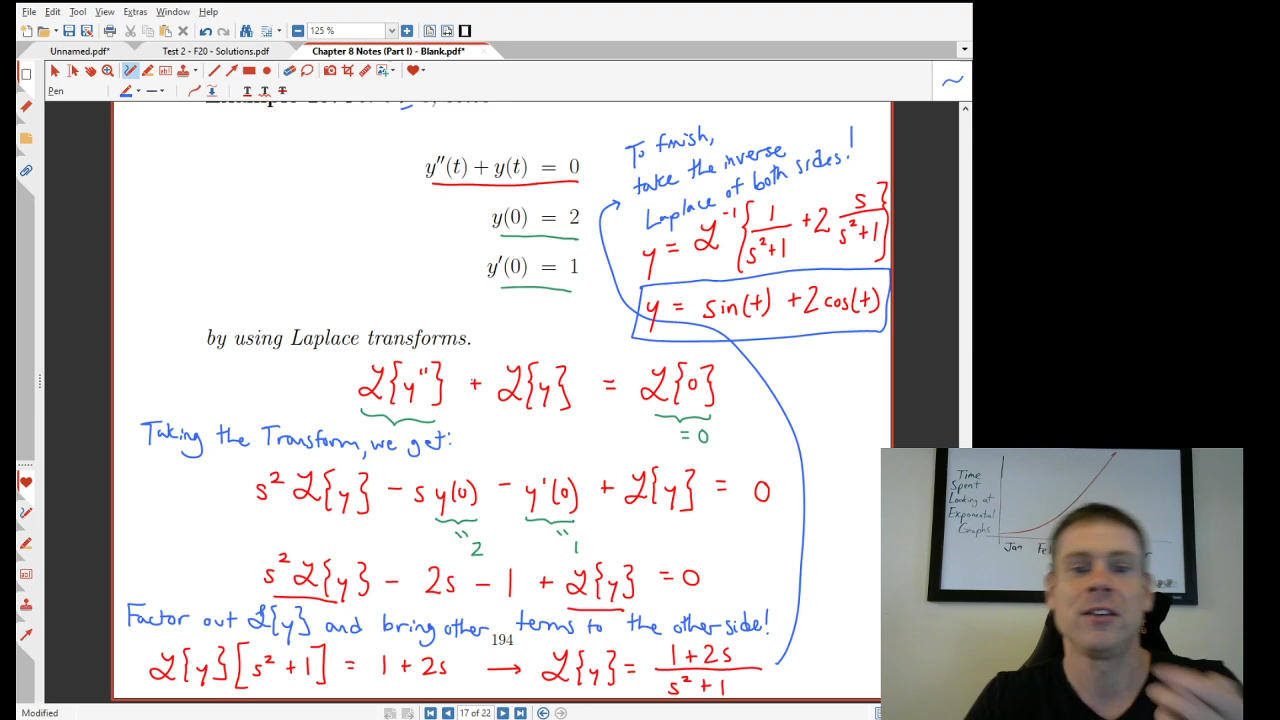 File Edit Tool View Extras Window Help
125 %
Unnamed.pdf* Test 2 - F20 - Solutions.pdf Chapter 8 Notes (Part I) - Blank.pdf*
Pen
y''(t) + y(t) = 0
y(0) = 2
y'(0) = 1
by using Laplace transforms.
To finish,
take the inverse
Laplace of both sides!
y = ℒ⁻¹{1/(s²+1) + 2 s/(s²+1)}
y = sin(t) + 2cos(t)
ℒ{y''} + ℒ{y} = ℒ{0}
= 0
Taking the Transform, we get:
s² ℒ{y} - s y(0) - y'(0) + ℒ{y} = 0
2 1
s² ℒ{y} - 2s - 1 + ℒ{y} = 0
Factor out ℒ{y} and bring other terms to the other side!
194
ℒ{y}[s² + 1] = 1 + 2s → ℒ{y} = (1 + 2s)/(s² + 1)
Time
Spent
Looking at
Exponential
Graphs
Jan
Modified
17 of 22